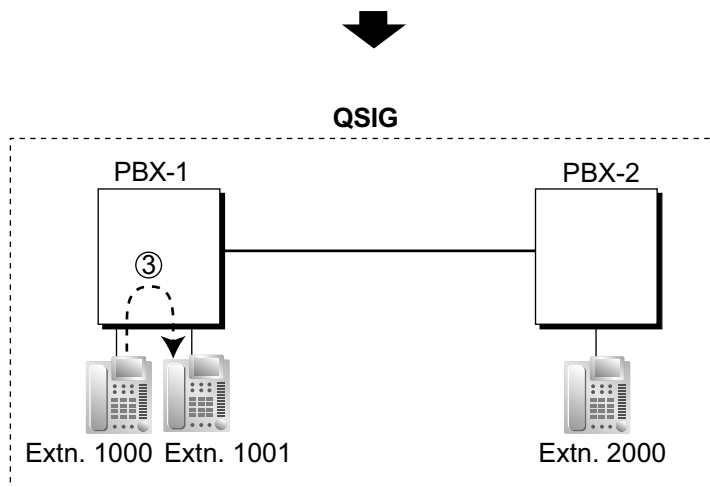 QSIG
PBX-1 PBX-2
③
Extn. 1000 Extn. 1001 Extn. 2000